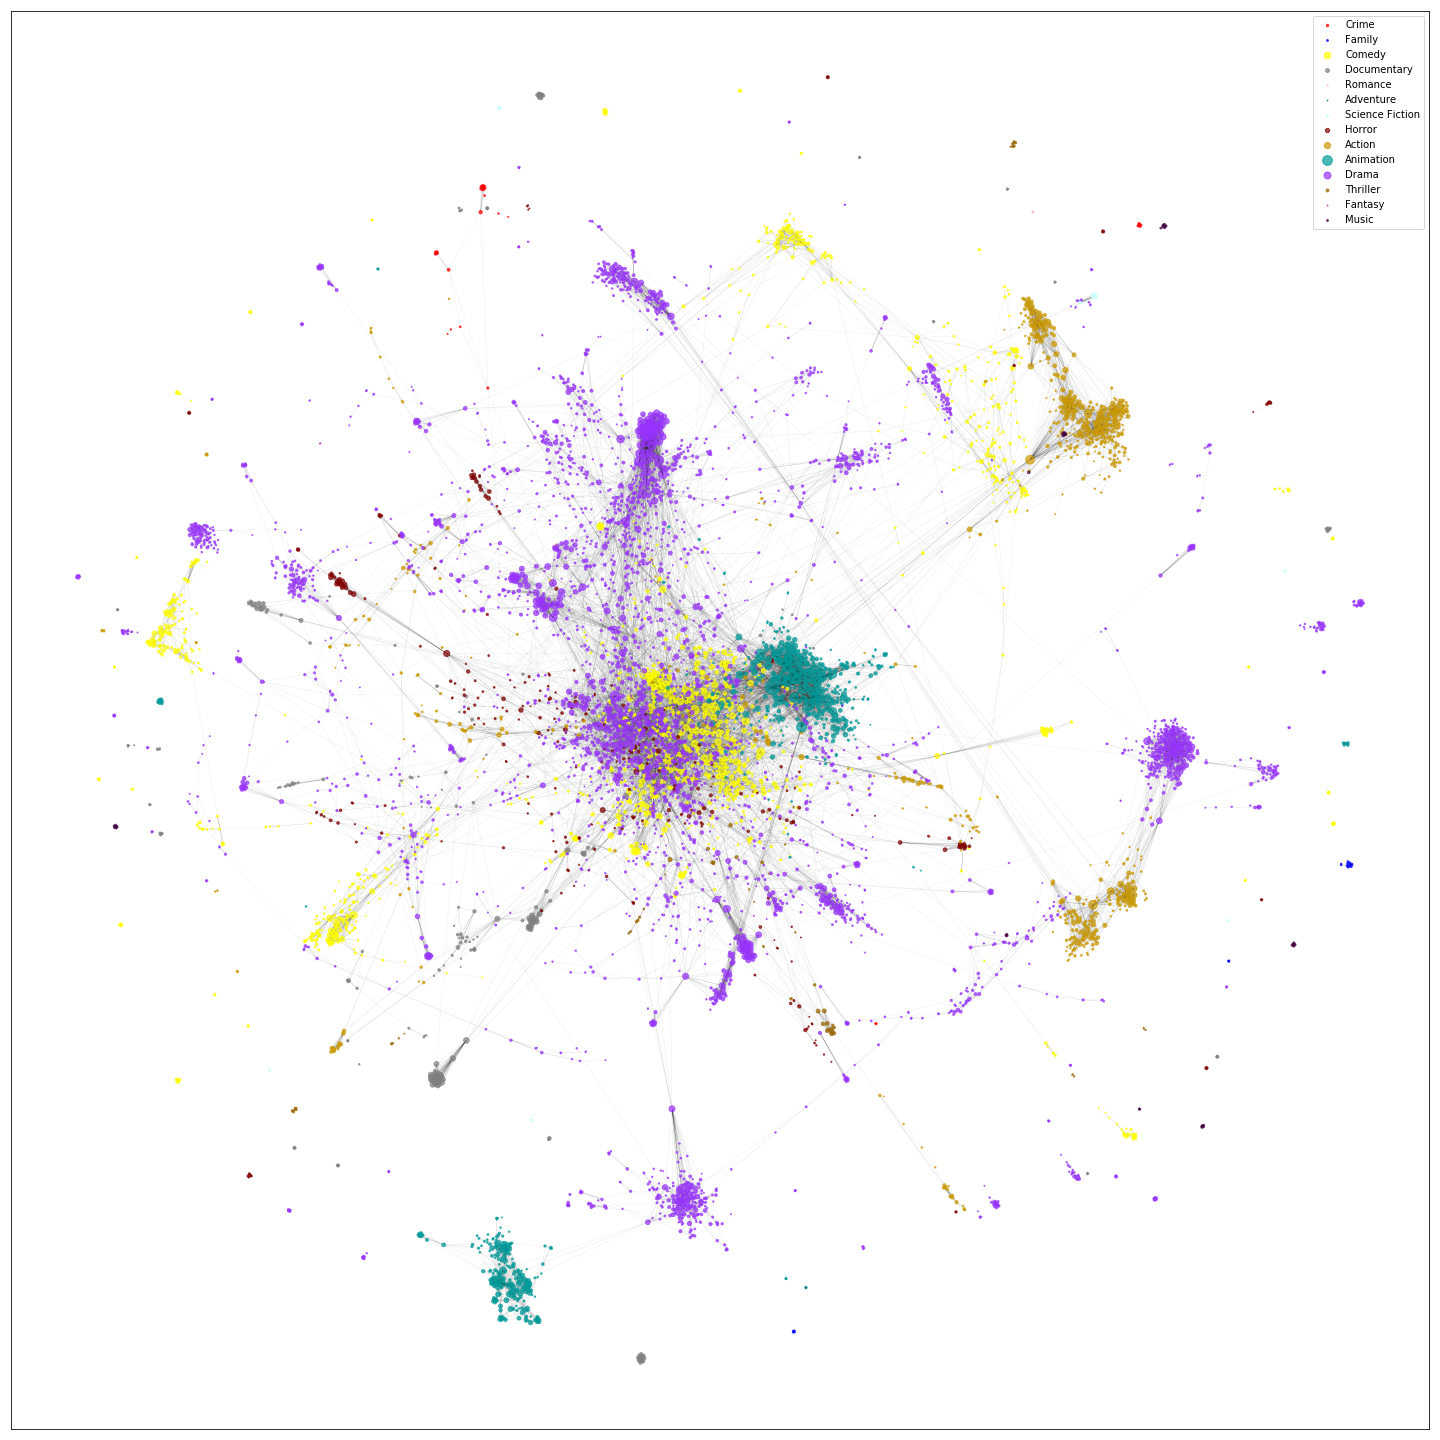 Crime
Family
Comedy
Documentary
Romance
Adventure
Science Fiction
Horror
Action
Animation
Drama
Thriller
Fantasy
Music